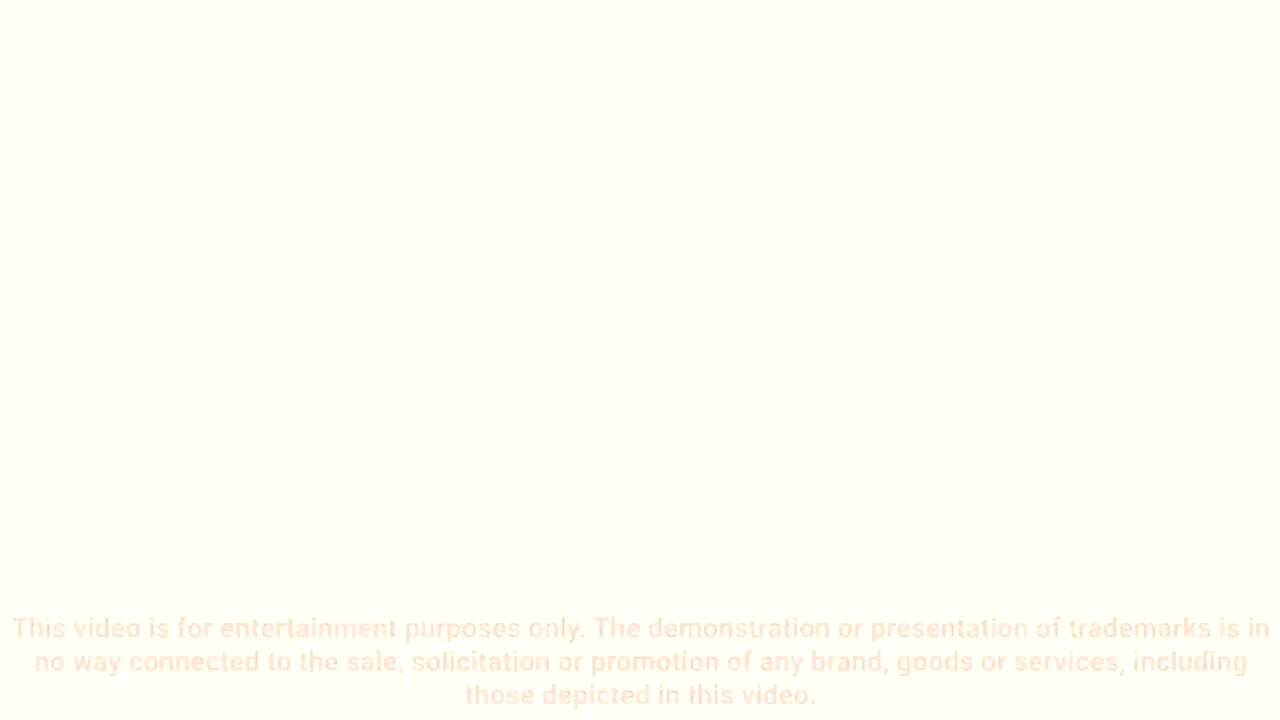 This video is for entertainment purposes only. The demonstration or presentation of trademarks is in
no way connected to the sale, solicitation or promotion of any brand, goods or services, including
those depicted in this video.